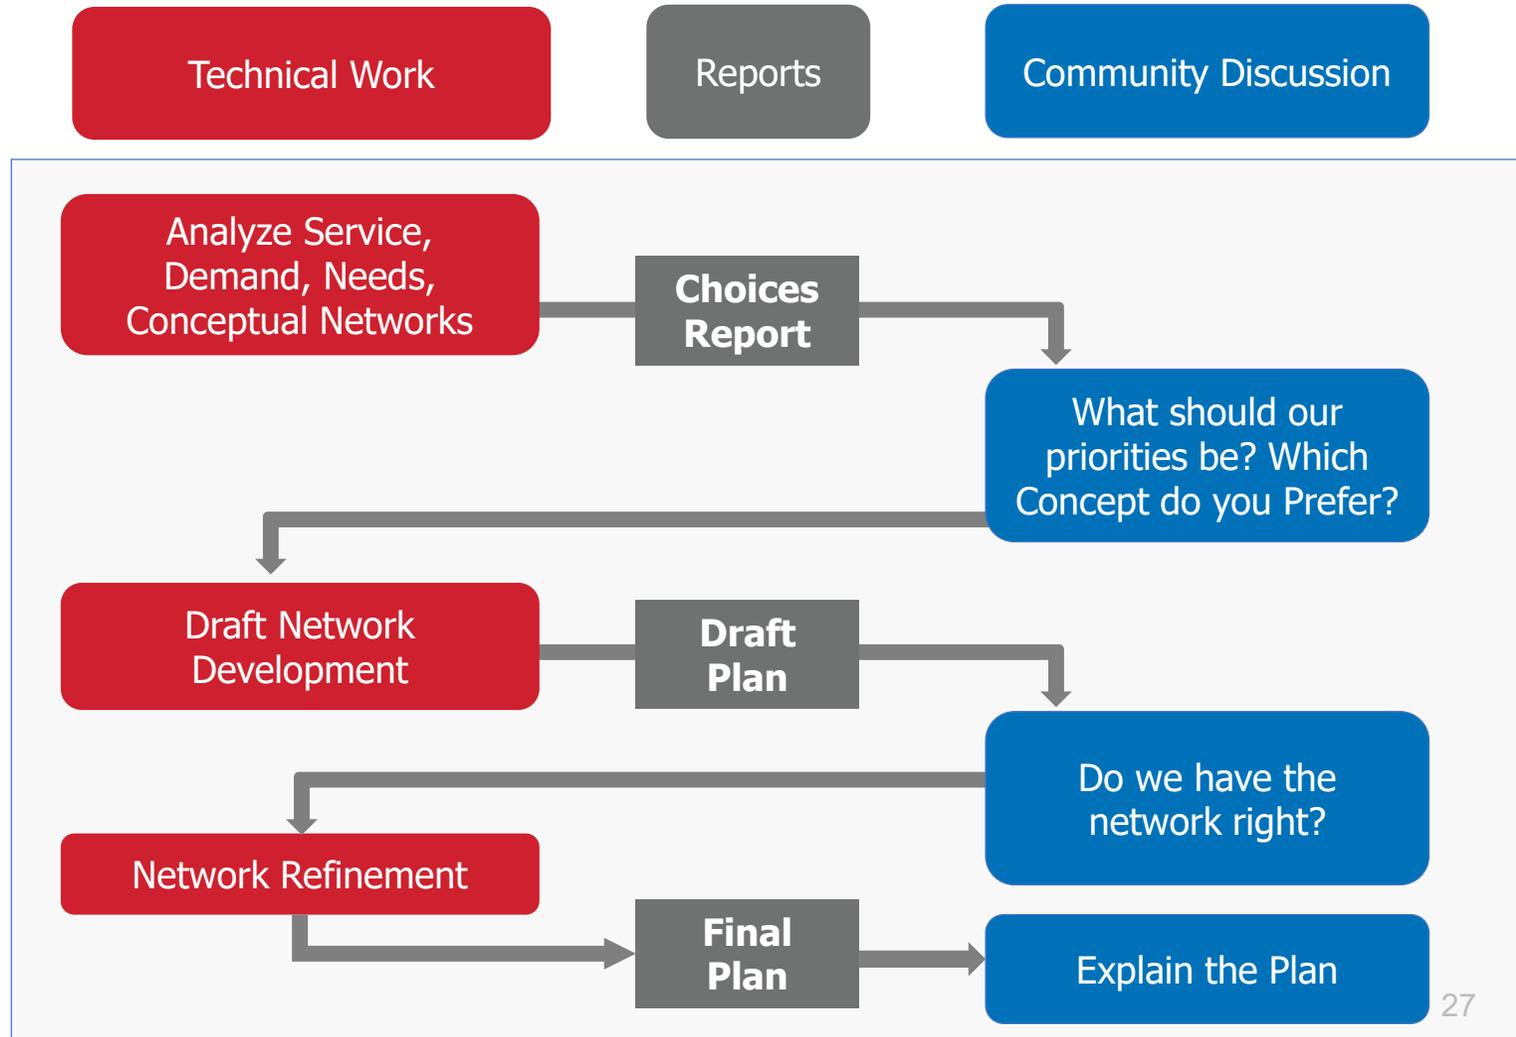 Technical Work
Reports
Community Discussion
Analyze Service,
Demand, Needs,
Conceptual Networks
Choices
Report
What should our
priorities be? Which
Concept do you Prefer?
Draft Network
Development
Draft
Plan
Do we have the
network right?
Network Refinement
Final
Plan
Explain the Plan
27